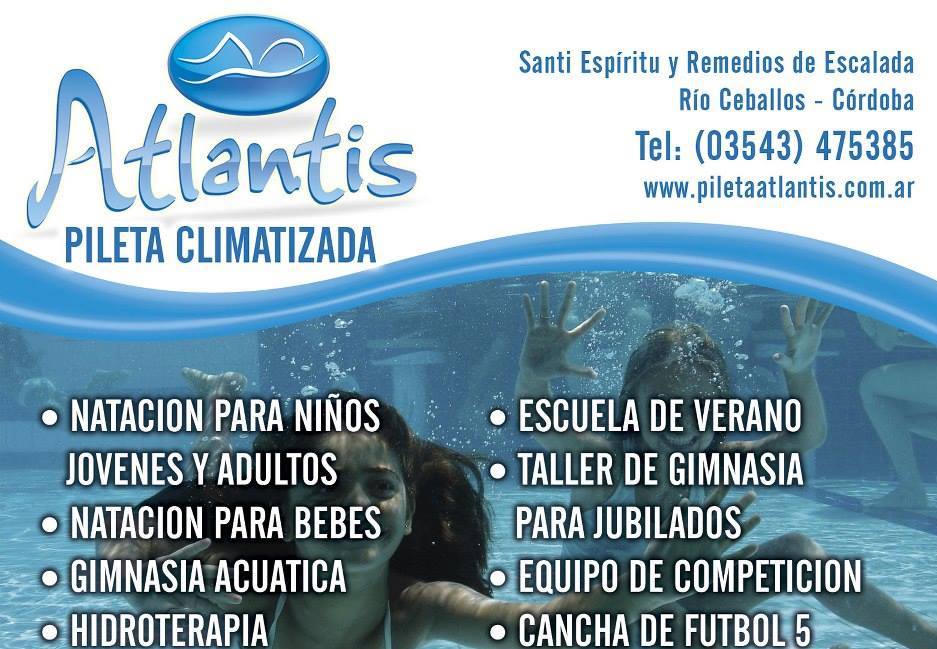 Atlantis
PILETA CLIMATIZADA
Santi Espíritu y Remedios de Escalada
Río Ceballos - Córdoba
Tel: (03543) 475385
www.piletaatlantis.com.ar
• NATACION PARA NIÑOS
JOVENES Y ADULTOS
• NATACION PARA BEBES
• GIMNASIA ACUATICA
• HIDROTERAPIA
• ESCUELA DE VERANO
• TALLER DE GIMNASIA
PARA JUBILADOS
• EQUIPO DE COMPETICION
• CANCHA DE FUTBOL 5